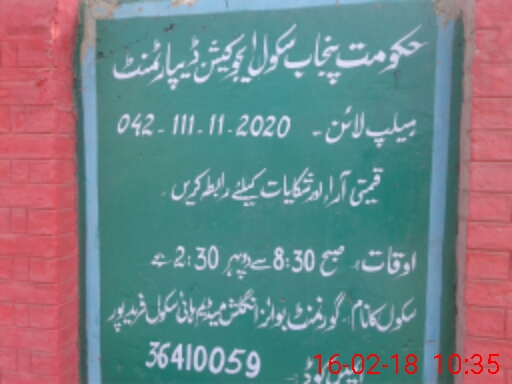 حکومت پنجاب سکول ایجوکیشن ڈیپارٹمنٹ
ہیلپ لائن۔ 042-111-11-2020
قیمتی آراء اور شکایات کیلئے رابطہ کریں۔
اوقات:۔ صبح 8:30 سے دوپہر 2:30 بجے
سکول کا نام۔ گورنمنٹ بوائز انگلش میڈیم ہائی سکول فرید پور
کوڈ:۔ 36410059
16-02-18 10:35